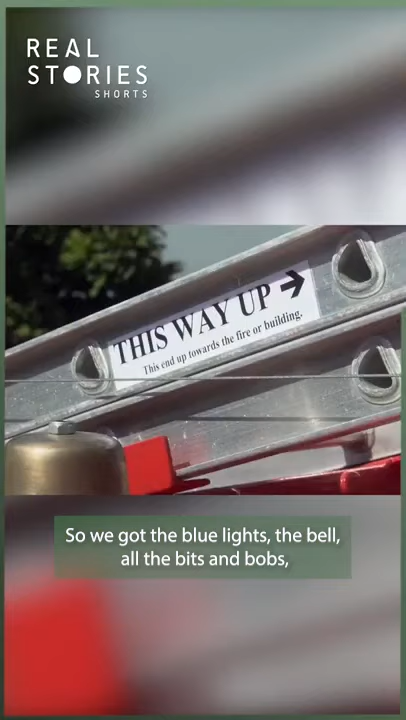 REAL
STORIES
SHORTS
THIS WAY UP →
This end up towards the fire or building.
So we got the blue lights, the bell,
all the bits and bobs,